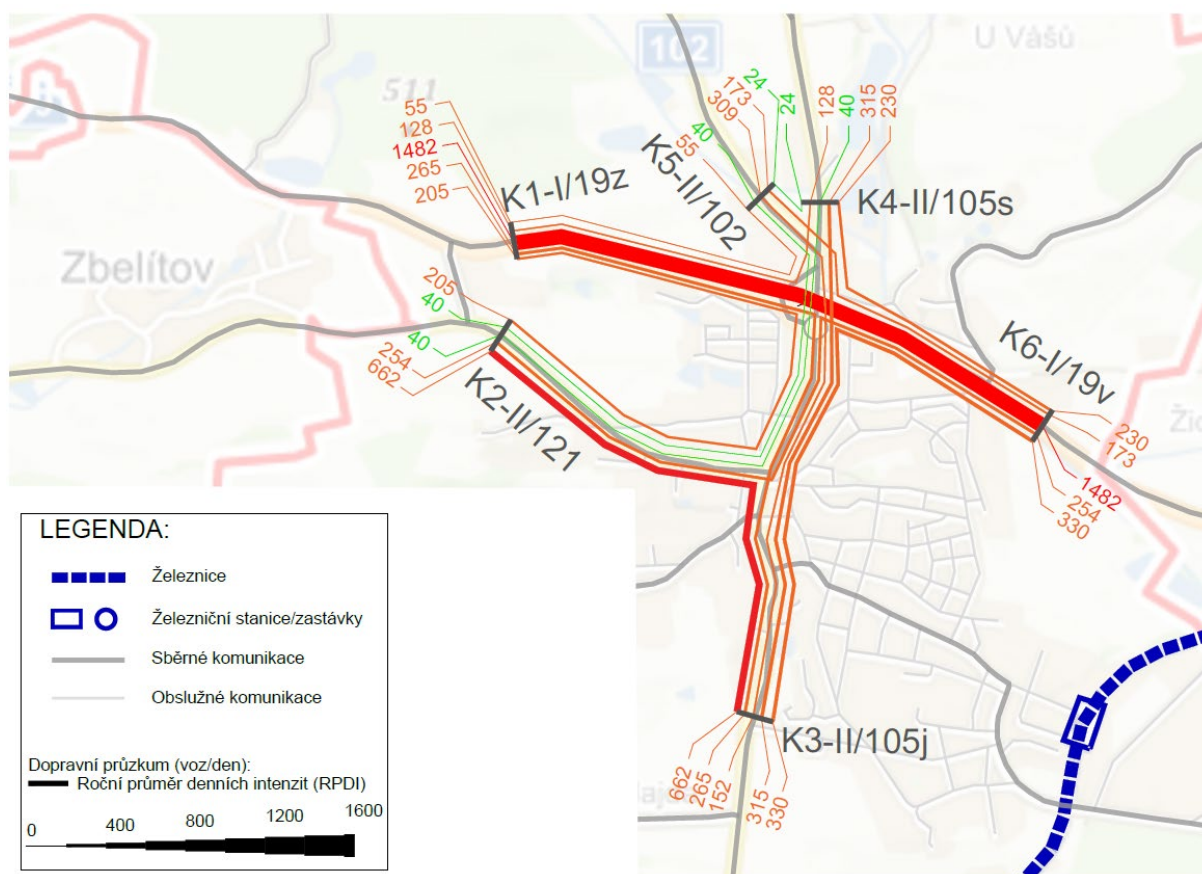 U Vášů
102
511
55
128
1482
265
205
K1-I/19z
40
55
309
173
24
24
128
40
315
230
K5-II/102
K4-II/105s
Zbelítov
205
40
40
254
662
K2-II/121
K6-I/19v
230
173
1482
254
330
662
265
152
315
330
K3-II/105j
LEGENDA:
Železnice
Železniční stanice/zastávky
Sběrné komunikace
Obslužné komunikace
Dopravní průzkum (voz/den):
Roční průměr denních intenzit (RPDI)
0 400 800 1200 1600